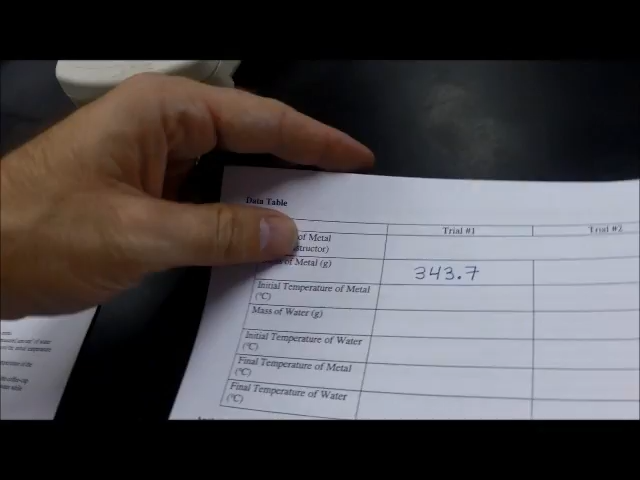 Data Table
Trial #1
Trial #2
of Metal
structor)
of Metal (g)
343.7
Initial Temperature of Metal
(°C)
Mass of Water (g)
Initial Temperature of Water
(°C)
Final Temperature of Metal
(°C)
Final Temperature of Water
(°C)